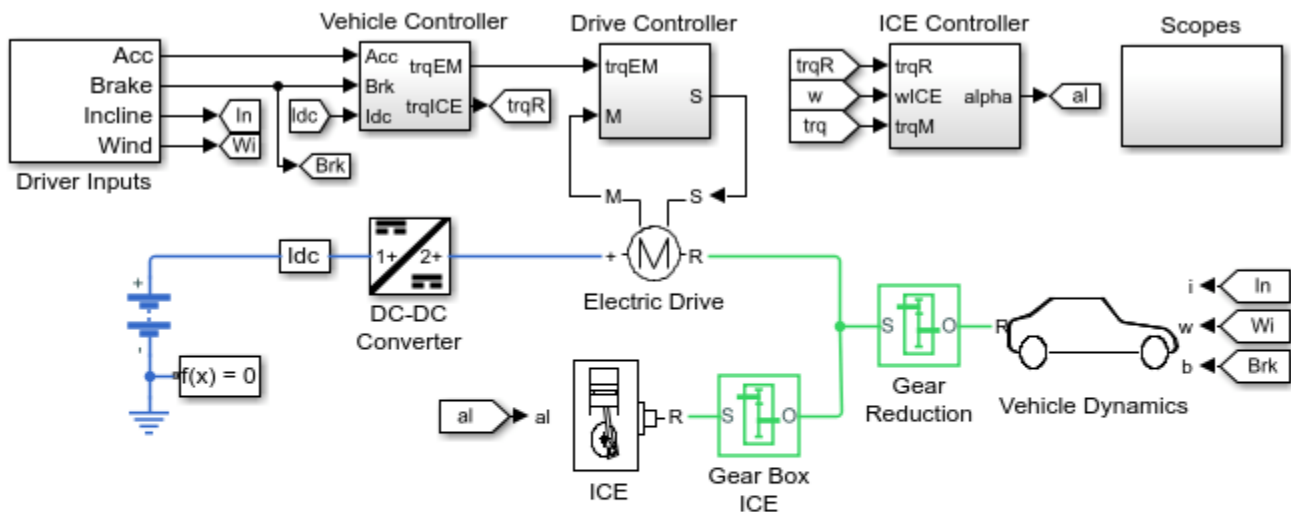 Vehicle Controller
Drive Controller
ICE Controller
Scopes
Acc
Brake
Incline
Wind
Driver Inputs
In
Wi
Brk
Idc
Acc
Brk
Idc
trqEM
trqICE
trqR
trqEM
M
S
trqR
w
trq
trqR
wICE
trqM
alpha
al
M
S
+
-
f(x) = 0
Idc
1+
2+
DC-DC
Converter
+
M
R
Electric Drive
S
O
Gear
Reduction
R
i
w
b
In
Wi
Brk
Vehicle Dynamics
al
al
R
ICE
S
O
Gear Box
ICE